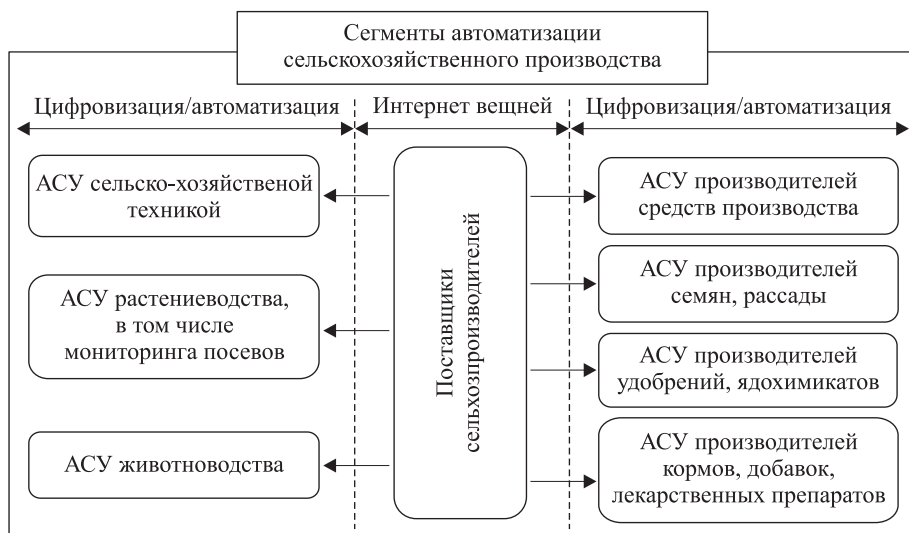 Сегменты автоматизации
сельскохозяйственного производства
Цифровизация/автоматизация
Интернет вещней
Цифровизация/автоматизация
АСУ сельско-хозяйственой
техникой
АСУ растениеводства,
в том числе
мониторинга посевов
АСУ животноводства
Поставщики
сельхозпроизводителей
АСУ производителей
средств производства
АСУ производителей
семян, рассады
АСУ производителей
удобрений, ядохимикатов
АСУ производителей
кормов, добавок,
лекарственных препаратов